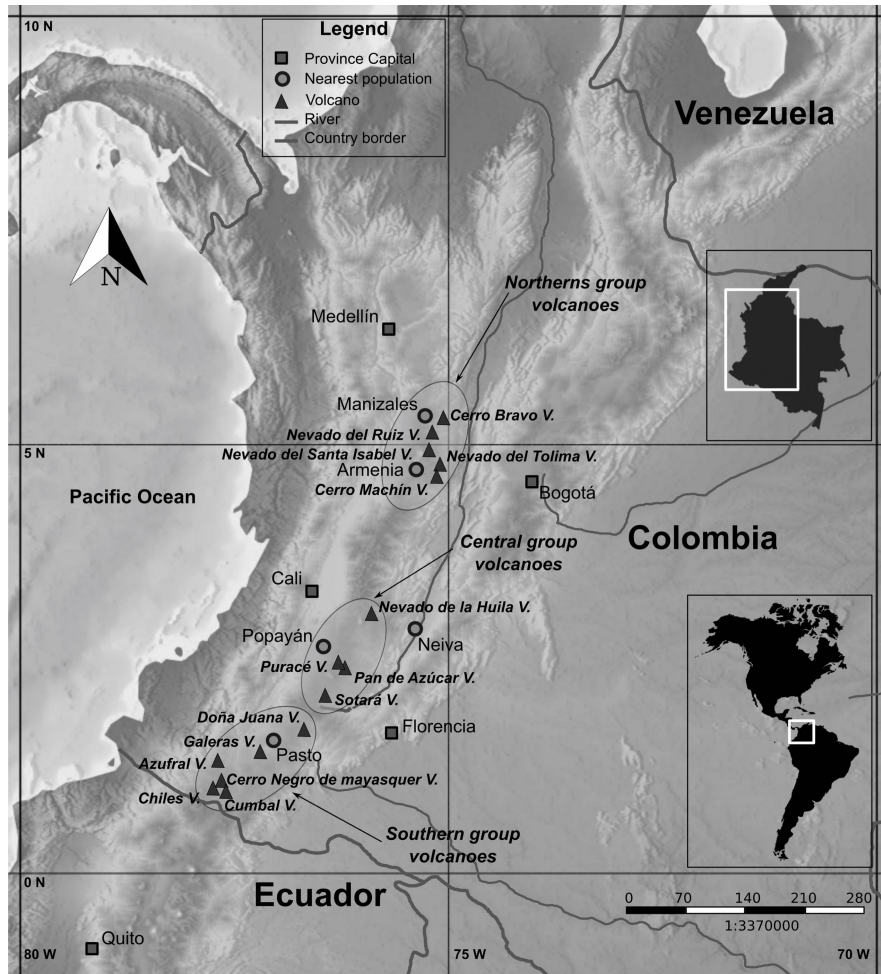 10 N
Legend
Province Capital
Nearest population
Volcano
River
Country border
Venezuela
N
Northerns group
volcanoes
Medellín
Manizales
Cerro Bravo V.
Nevado del Ruiz V.
5 N
Nevado del Santa Isabel V.
Nevado del Tolima V.
Armenia
Cerro Machín V.
Bogotá
Pacific Ocean
Colombia
Central group
volcanoes
Cali
Nevado de la Huila V.
Popayán
Neiva
Puracé V.
Pan de Azúcar V.
Sotará V.
Doña Juana V.
Florencia
Galeras V.
Pasto
Azufral V.
Cerro Negro de mayasquer V.
Chiles V.
Cumbal V.
Southern group
volcanoes
0 N
Ecuador
0 70 140 210 280
1:3370000
Quito
80 W
75 W
70 W